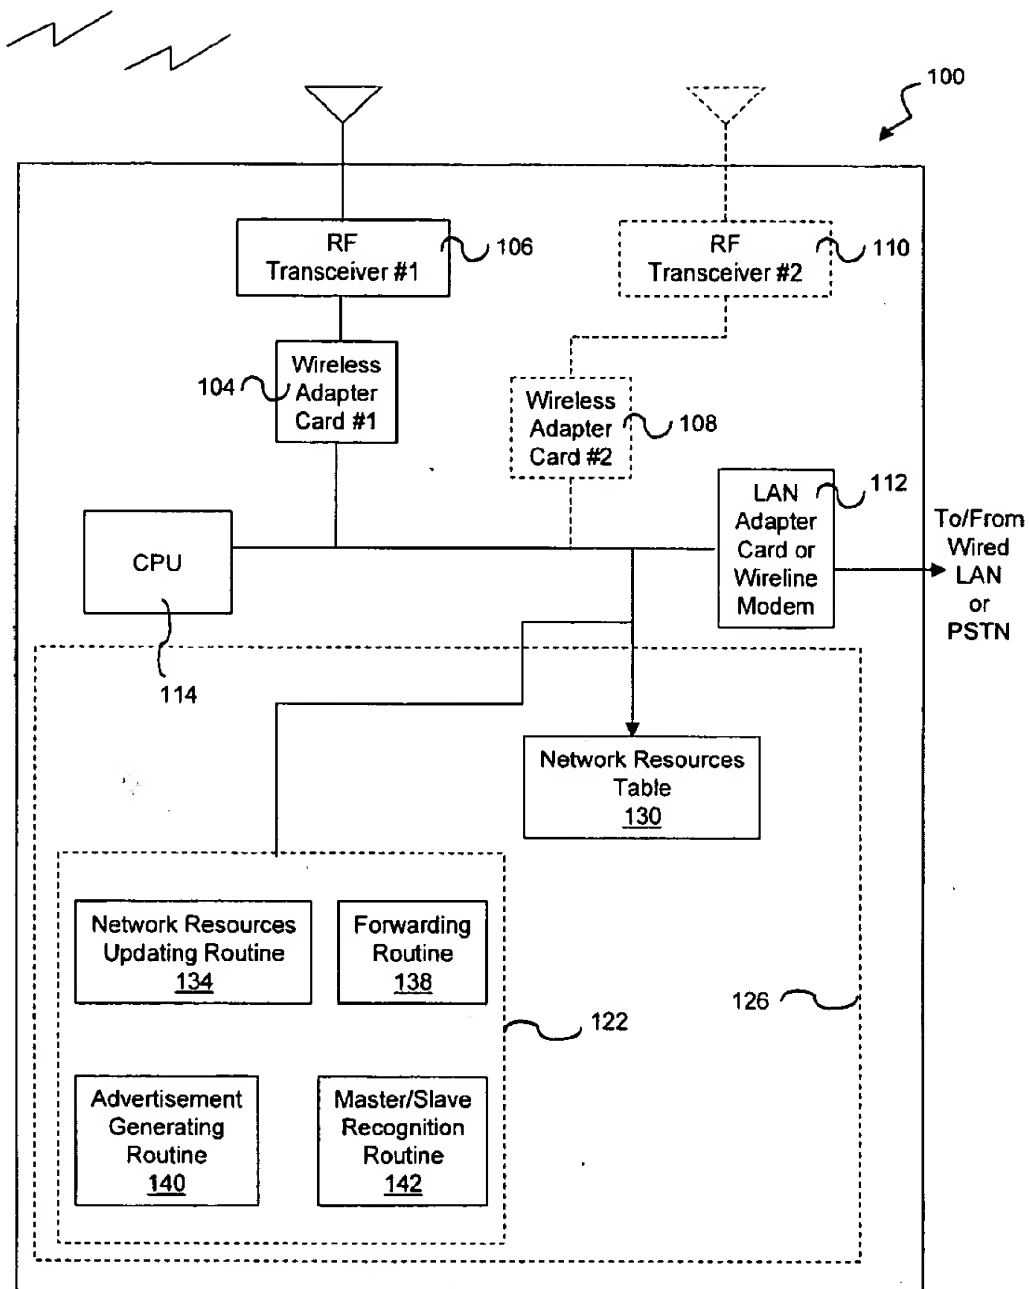 100
RF
Transceiver #1
106
RF
Transceiver #2
110
Wireless
Adapter
Card #1
104
Wireless
Adapter
Card #2
108
LAN
Adapter
Card or
Wireline
Modem
112
To/From
Wired
LAN
or
PSTN
CPU
114
Network Resources
Table
130
Network Resources
Updating Routine
134
Forwarding
Routine
138
122
126
Advertisement
Generating
Routine
140
Master/Slave
Recognition
Routine
142